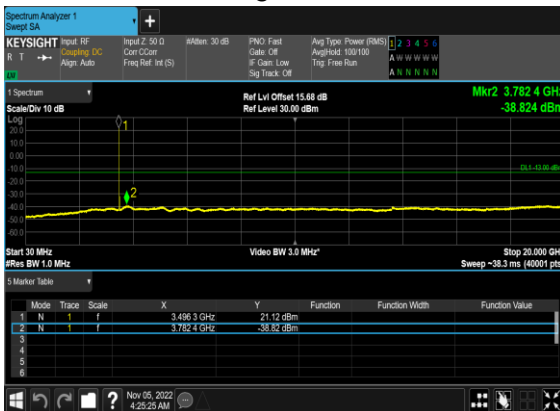 Spectrum Analyzer 1
Swept SA
KEYSIGHT Input: RF Input Z: 50 Ω #Atten: 30 dB PNO: Fast Avg Type: Power (RMS) 1 2 3 4 5 6
R T Coupling: DC Corr CCorr Gate: Off Avg|Hold: 100/100 A W W W W W
Align: Auto Freq Ref: Int (S) IF Gain: Low Trig: Free Run
LV Sig Track: Off A N N N N N
1 Spectrum Ref Lvl Offset 15.68 dB Mkr2 3.782 4 GHz
Scale/Div 10 dB Ref Level 30.00 dBm -38.824 dBm
Log
1
20.0
10.0
0.00
-10.0 DL1 -13.00 dBm
-20.0
-30.0 2
-40.0
-50.0
-60.0
Start 30 MHz Video BW 3.0 MHz* Stop 20.000 GH
#Res BW 1.0 MHz Sweep ~38.3 ms (40001 pts
5 Marker Table
Mode Trace Scale X Y Function Function Width Function Value
1 N 1 f 3.496 3 GHz 21.12 dBm
2 N 1 f 3.782 4 GHz -38.82 dBm
3
4
5
6
? Nov 05, 2022
4:25:25 AM